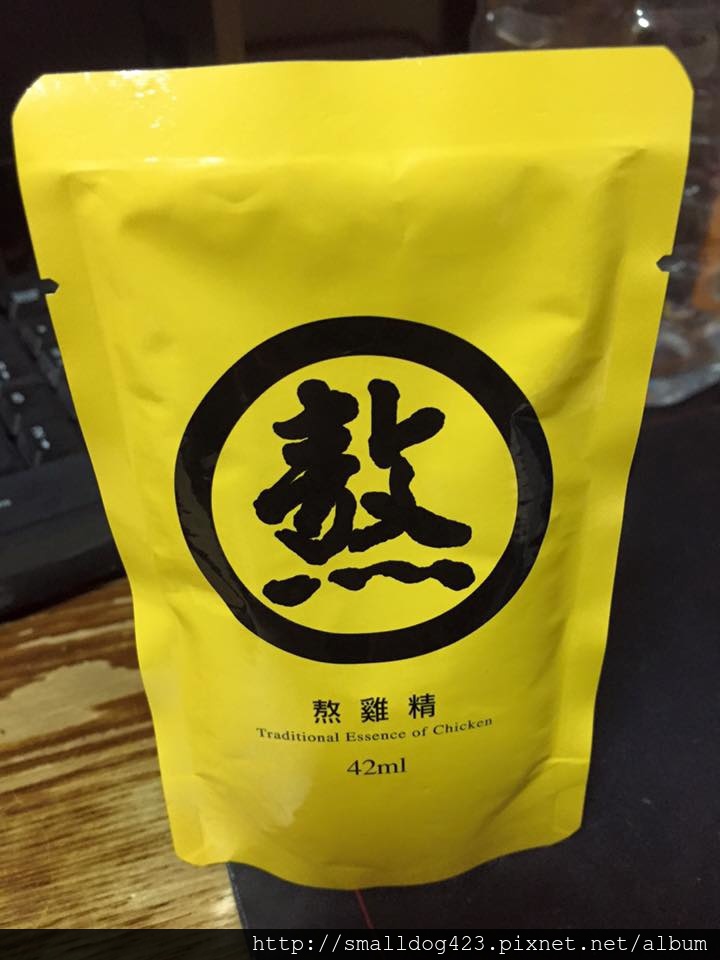 熬
熬雞精
Traditional Essence of Chicken
42ml
http://smalldog423.pixnet.net/album